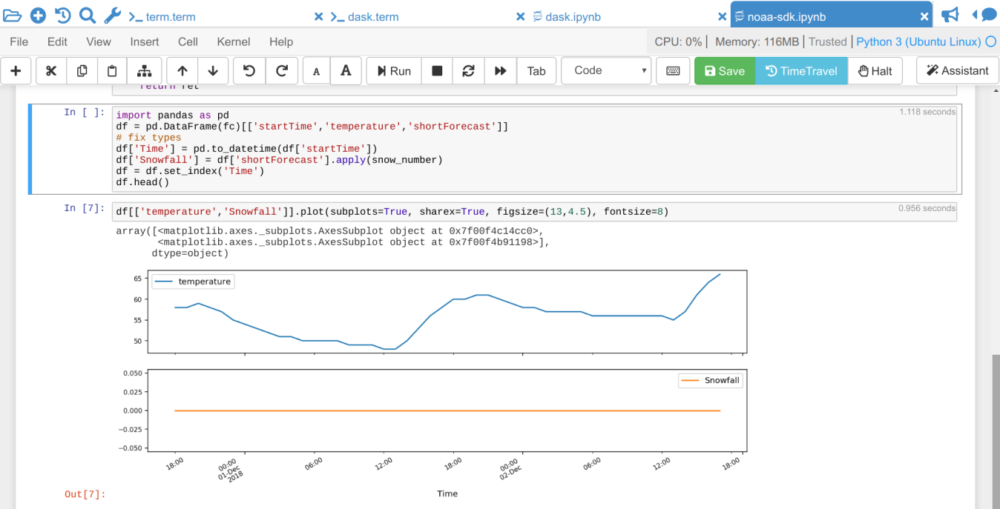 term.term
dask.term
dask.ipynb
noaa-sdk.ipynb
File Edit View Insert Cell Kernel Help
CPU: 0% | Memory: 116MB | Trusted | Python 3 (Ubuntu Linux)
A A Run Tab Code Save TimeTravel Halt Assistant
return ret
In [ ]:
1.118 seconds
import pandas as pd
df = pd.DataFrame(fc)[['startTime','temperature','shortForecast']]
# fix types
df['Time'] = pd.to_datetime(df['startTime'])
df['Snowfall'] = df['shortForecast'].apply(snow_number)
df = df.set_index('Time')
df.head()
In [7]:
0.956 seconds
df[['temperature','Snowfall']].plot(subplots=True, sharex=True, figsize=(13,4.5), fontsize=8)
array([<matplotlib.axes._subplots.AxesSubplot object at 0x7f00f4c14cc0>,
<matplotlib.axes._subplots.AxesSubplot object at 0x7f00f4b91198>],
dtype=object)
65
60
55
50
temperature
0.050
0.025
0.000
−0.025
−0.050
Snowfall
18:00
00:00
01-Dec
2018
06:00
12:00
18:00
00:00
02-Dec
06:00
12:00
18:00
Time
Out[7]: